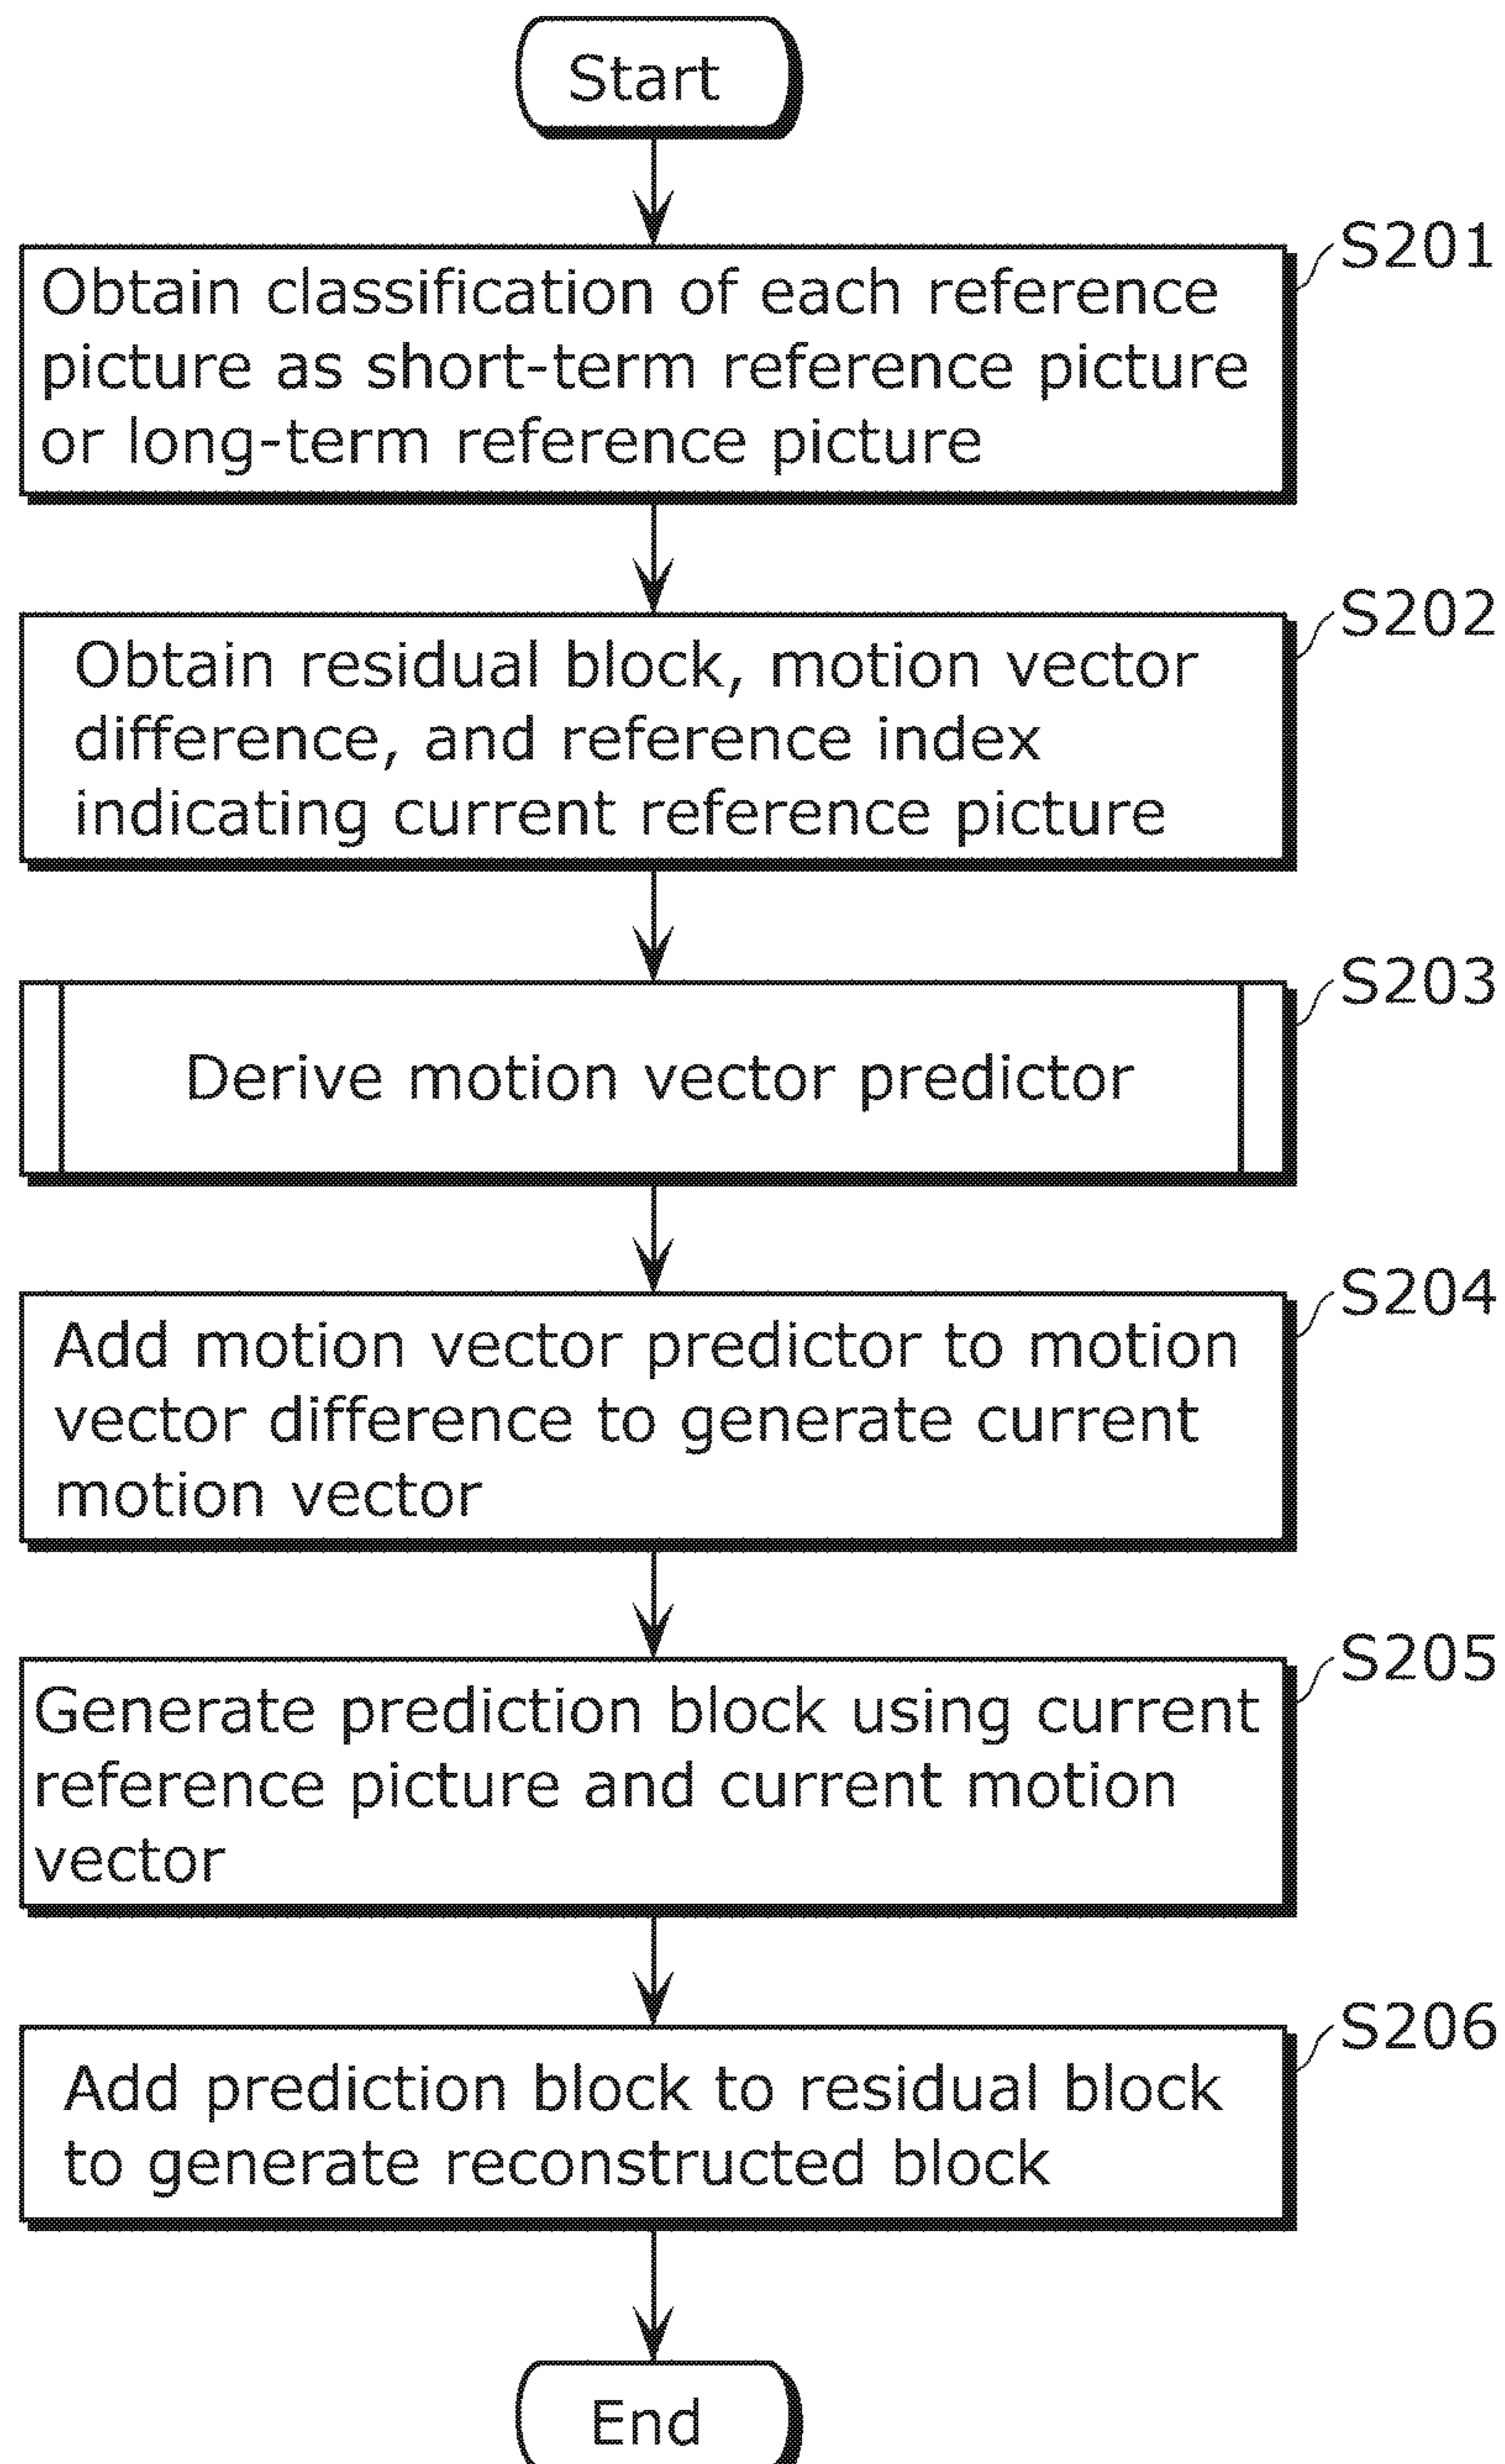 Start
S201
Obtain classification of each reference
picture as short-term reference picture
or long-term reference picture
S202
Obtain residual block, motion vector
difference, and reference index
indicating current reference picture
S203
Derive motion vector predictor
S204
Add motion vector predictor to motion
vector difference to generate current
motion vector
S205
Generate prediction block using current
reference picture and current motion
vector
S206
Add prediction block to residual block
to generate reconstructed block
End